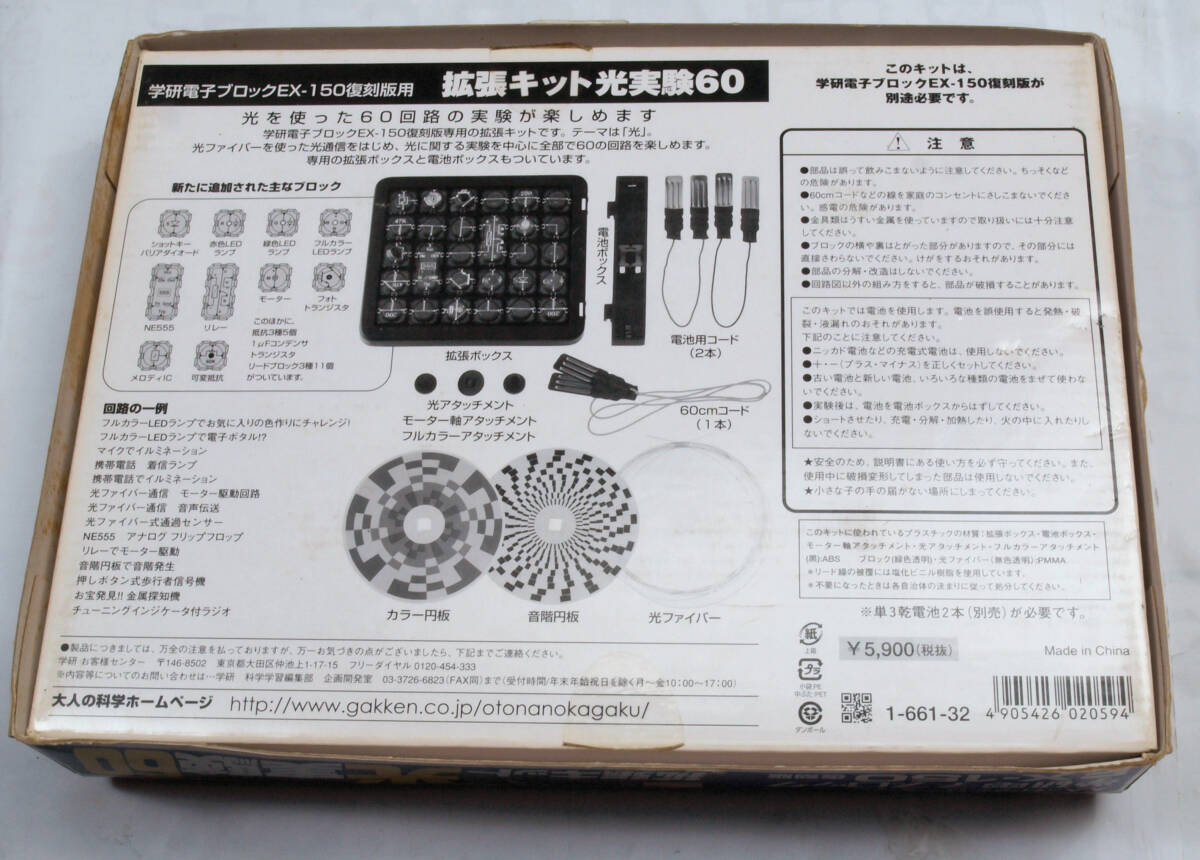 学研電子ブロックEX-150復刻版用 拡張キット光実験60
光を使った60回路の実験が楽しめます
学研電子ブロックEX-150復刻版専用の拡張キットです。テーマは「光」。
光ファイバーを使った光通信をはじめ、光に関する実験を中心に全部で60の回路を楽しめます。
専用の拡張ボックスと電池ボックスもついています。
新たに追加された主なブロック
ショットキー
バリアダイオード
赤色LED
ランプ
緑色LED
ランプ
フルカラー
LEDランプ
NE555
リレー
モーター
フォト
トランジスタ
メロディIC
可変抵抗
このほかに、
抵抗3種5個
1μFコンデンサ
トランジスタ
リードブロック3種11個
がついています。
拡張ボックス
電池ボックス
電池用コード
(2本)
光アタッチメント
モーター軸アタッチメント
フルカラーアタッチメント
60cmコード
(1本)
回路の一例
フルカラーLEDランプでお気に入りの色作りにチャレンジ!
フルカラーLEDランプで電子ボタル!?
マイクでイルミネーション
携帯電話 着信ランプ
携帯電話でイルミネーション
光ファイバー通信 モーター駆動回路
光ファイバー通信 音声伝送
光ファイバー式通過センサー
NE555 アナログ フリップフロップ
リレーでモーター駆動
音階円板で音階発生
押しボタン式歩行者信号機
お宝発見!! 金属探知機
チューニングインジケータ付ラジオ
カラー円板
音階円板
光ファイバー
●製品につきましては、万全の注意を払っておりますが、万一お気づきの点がございましたら、下記までご連絡ください。
学研・お客様センター 〒146-8502 東京都大田区仲池上1-17-15 フリーダイヤル 0120-454-333
※内容等についてのお問い合わせは…学研 科学学習編集部 企画開発室 03-3726-6823(FAX同)まで(受付時間/年末年始祝日を除く月〜金10:00〜17:00)
大人の科学ホームページ http://www.gakken.co.jp/otonanokagaku/
このキットは、
学研電子ブロックEX-150復刻版が
別途必要です。
注意
●部品は誤って飲みこまないように注意してください。ちっそくなど
の危険があります。
●60cmコードなどの線を家庭のコンセントにさしこまないでくださ
い。感電の危険があります。
●金具類はうすい金属を使っていますので取り扱いには十分注意
してください。
●ブロックの横や裏はとがった部分がありますので、その部分には
直接さわらないでください。けがをするおそれがあります。
●部品の分解・改造はしないでください。
●回路図以外の組み方をすると、部品が破損することがあります。
このキットでは電池を使用します。電池を誤使用すると発熱・破
裂・液漏れのおそれがあります。
下記のことに注意してください。
●ニッカド電池などの充電式電池は、使用しないでください。
●+・−(プラス・マイナス)を正しくセットしてください。
●古い電池と新しい電池、いろいろな種類の電池をまぜて使わな
いでください。
●実験後は、電池を電池ボックスからはずしてください。
●ショートさせたり、充電・分解・加熱したり、火の中に入れたりし
ないでください。
★安全のため、説明書にある使い方を必ず守ってください。また、
使用中に破損変形してしまった部品は使用しないでください。
★小さな子の手の届かない場所にしまってください。
このキットに使われているプラスチックの材質:拡張ボックス・電池ボックス・
モーター軸アタッチメント・光アタッチメント・フルカラーアタッチメント
(黒):ABS ブロック(緑色透明)・光ファイバー(無色透明):PMMA
*リード線の被覆には塩化ビニル樹脂を使用しています。
*不要になったときは各自治体の決まりに従って処分してください。
※単3乾電池2本(別売)が必要です。
紙
上箱
プラ
小袋:PE
中ぶた:PET
ダンボール
¥5,900(税抜)
Made in China
1-661-32
4 905426 020594